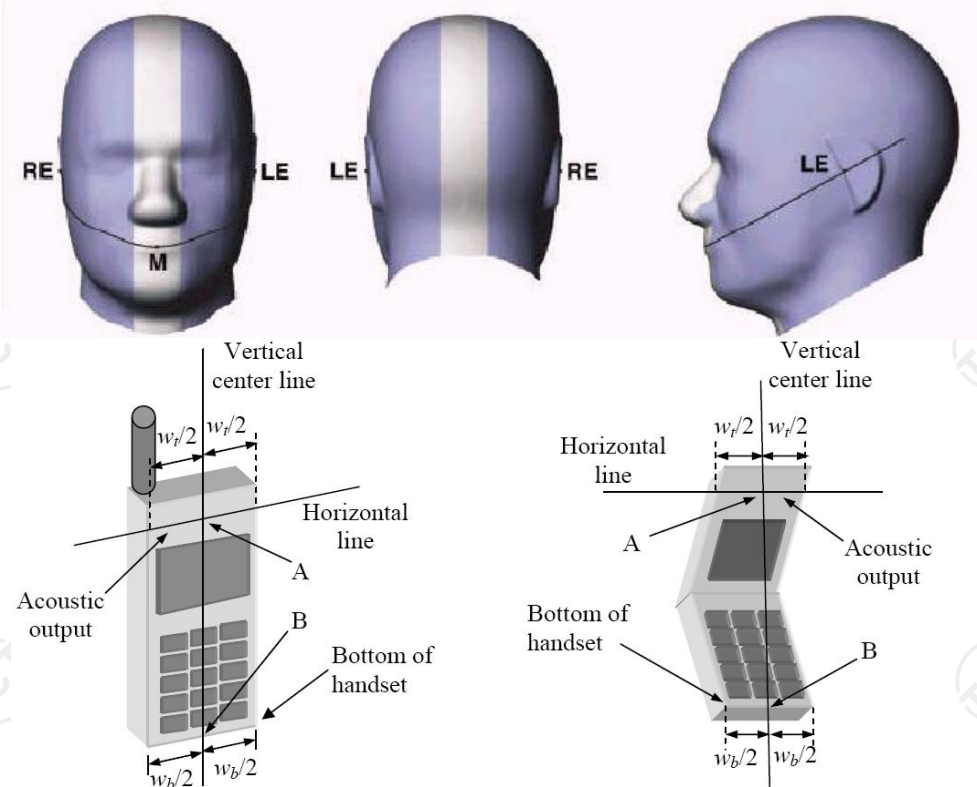 RE
LE
M
LE
RE
LE
Vertical
center line
wt/2
wt/2
Horizontal
line
A
Acoustic
output
B
Bottom of
handset
wb/2
wb/2
Vertical
center line
wt/2
wt/2
Horizontal
line
A
Acoustic
output
Bottom of
handset
B
wb/2
wb/2